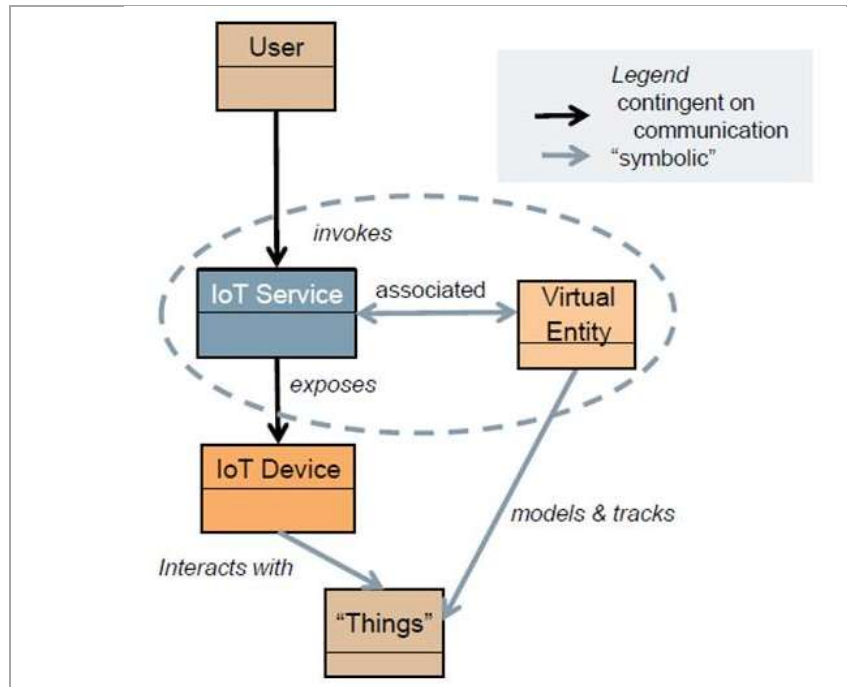 User
Legend
contingent on
communication
“symbolic”
invokes
IoT Service
associated
Virtual
Entity
exposes
IoT Device
models & tracks
Interacts with
“Things”